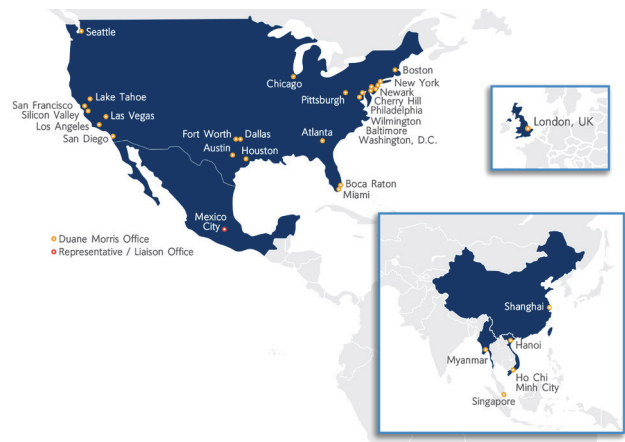 Seattle
Boston
Chicago
New York
Newark
Pittsburgh
Cherry Hill
Philadelphia
Wilmington
Baltimore
Washington, D.C.
Lake Tahoe
San Francisco
Silicon Valley
Las Vegas
Los Angeles
San Diego
Fort Worth
Dallas
Austin
Houston
Atlanta
Boca Raton
Miami
Mexico
City
Duane Morris Office
Representative / Liaison Office
London, UK
Shanghai
Hanoi
Myanmar
Ho Chi
Minh City
Singapore